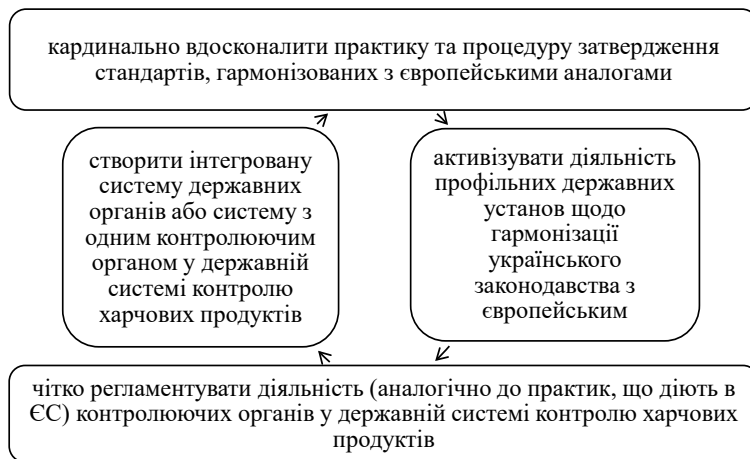 кардинально вдосконалити практику та процедуру затвердження
стандартів, гармонізованих з європейськими аналогами
створити інтегровану
систему державних
органів або систему з
одним контролюючим
органом у державній
системі контролю
харчових продуктів
активізувати діяльність
профільних державних
установ щодо
гармонізації
українського
законодавства з
європейським
чітко регламентувати діяльність (аналогічно до практик, що діють в
ЄС) контролюючих органів у державній системі контролю харчових
продуктів